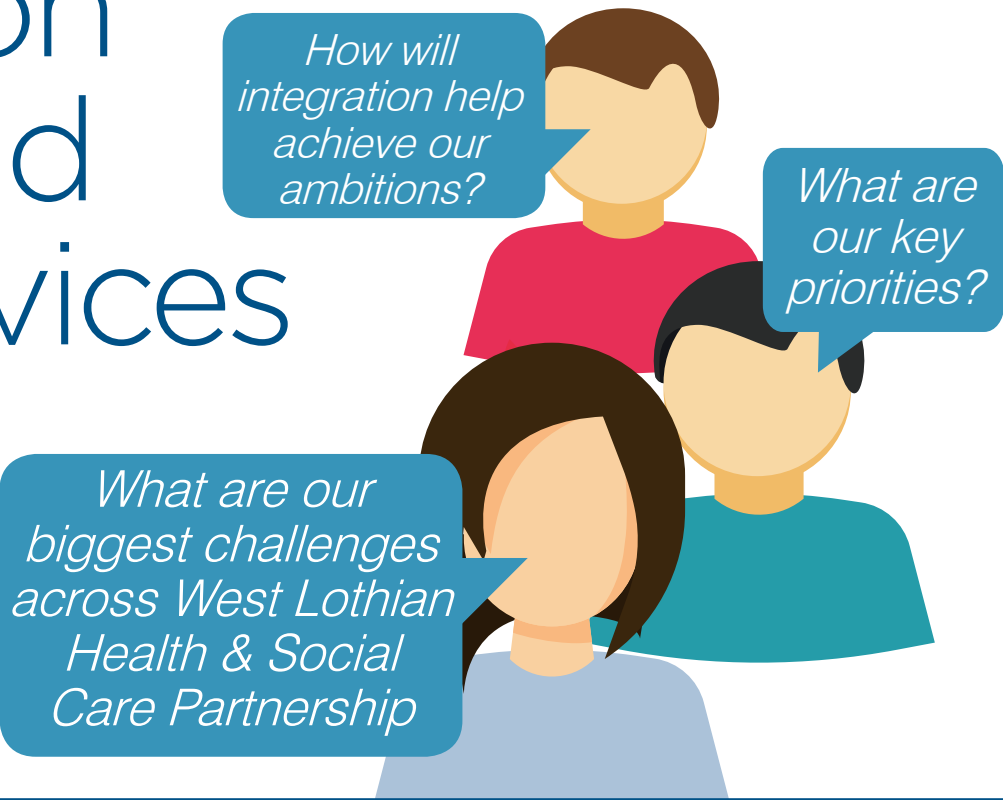 on
d
vices
How will
integration help
achieve our
ambitions?
What are
our key
priorities?
What are our
biggest challenges
across West Lothian
Health & Social
Care Partnership